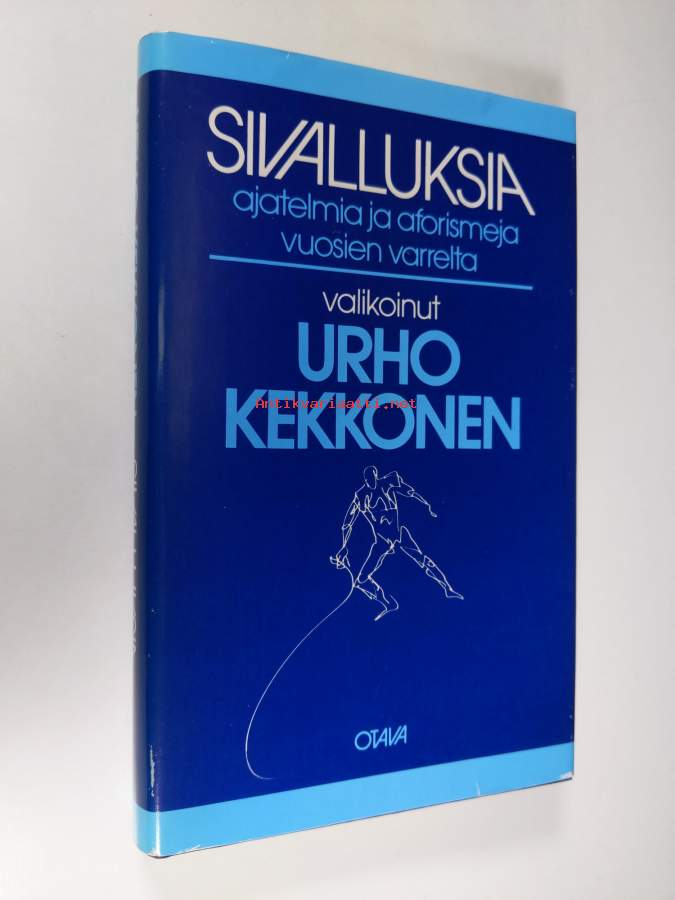 SIVALLUKSIA
ajatelmia ja aforismeja
vuosien varrelta
valikoinut
URHO
KEKKONEN
Antikvariaatti.net
OTAVA